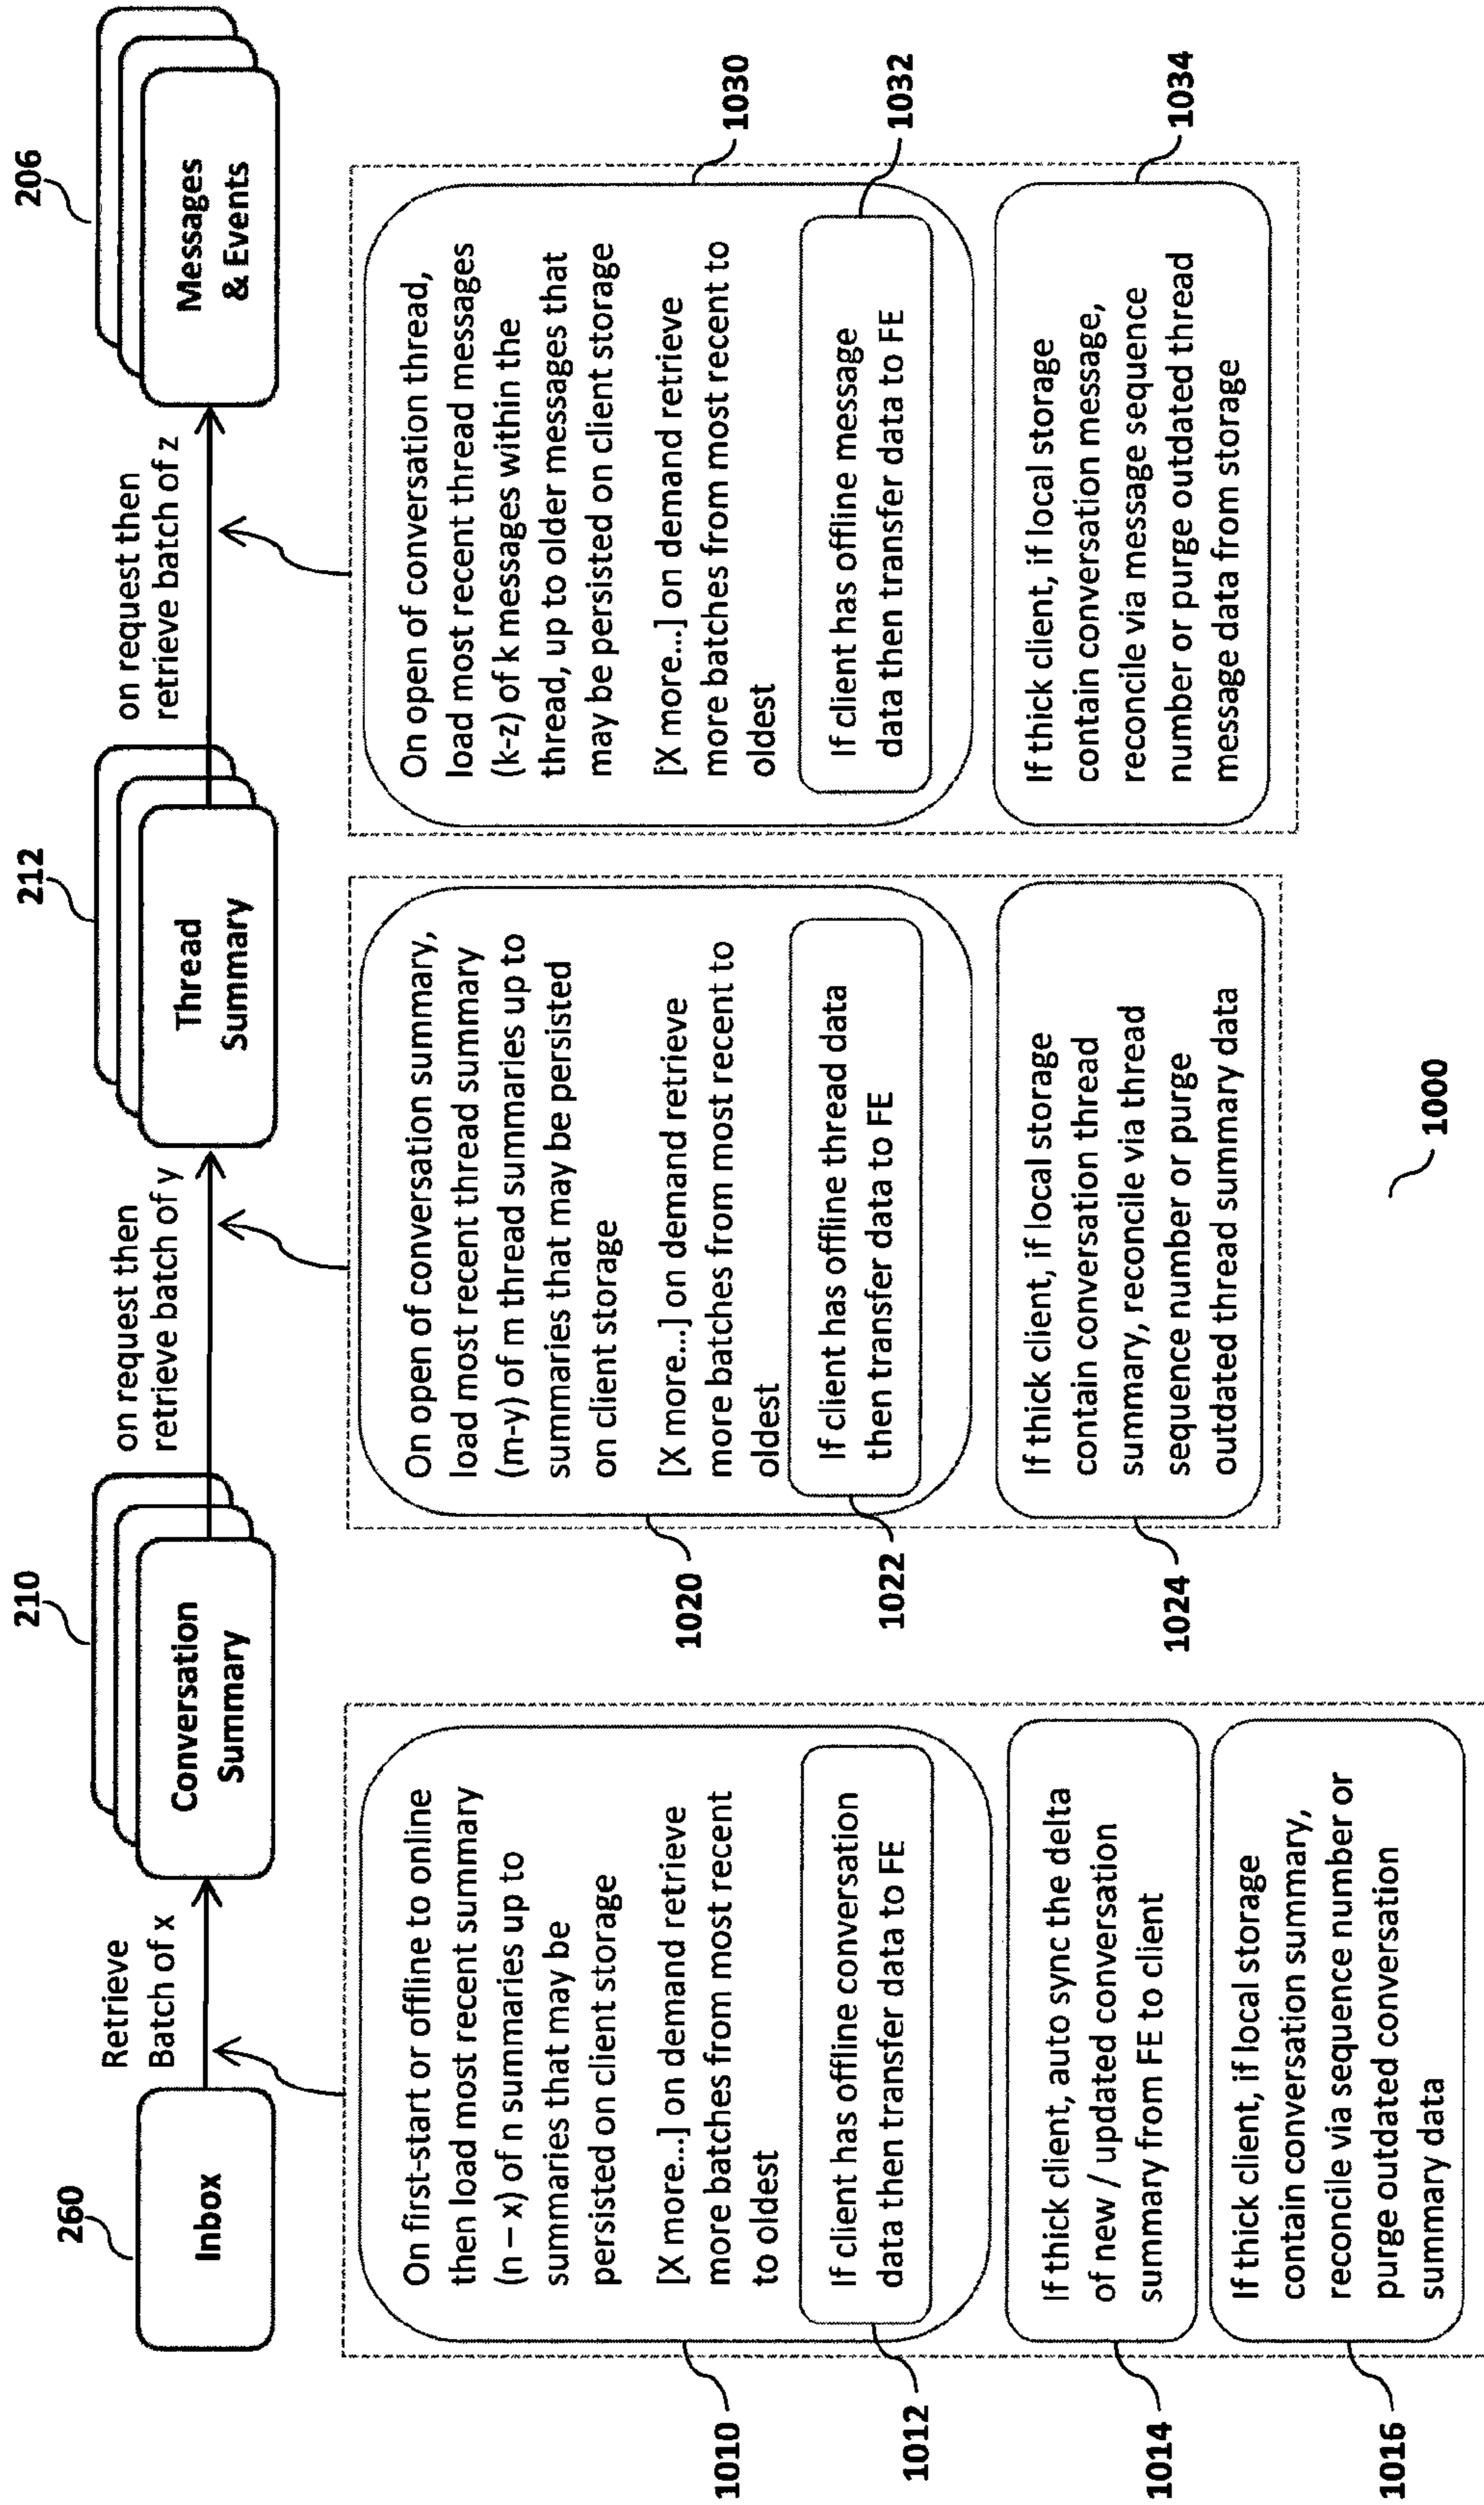 260
Inbox
Retrieve
Batch of x
210
Conversation
Summary
on request then
retrieve batch of y
212
Thread
Summary
on request then
retrieve batch of z
206
Messages
& Events
1010
On first-start or offline to online
then load most recent summary
(n – x) of n summaries up to
summaries that may be
persisted on client storage
[X more...] on demand retrieve
more batches from most recent
to oldest
1012
If client has offline conversation
data then transfer data to FE
1014
If thick client, auto sync the delta
of new / updated conversation
summary from FE to client
1016
If thick client, if local storage
contain conversation summary,
reconcile via sequence number or
purge outdated conversation
summary data
1020
On open of conversation summary,
load most recent thread summary
(m-y) of m thread summaries up to
summaries that may be persisted
on client storage
[X more...] on demand retrieve
more batches from most recent to
oldest
1022
If client has offline thread data
then transfer data to FE
1024
If thick client, if local storage
contain conversation thread
summary, reconcile via thread
sequence number or purge
outdated thread summary data
1030
On open of conversation thread,
load most recent thread messages
(k-z) of k messages within the
thread, up to older messages that
may be persisted on client storage
[X more...] on demand retrieve
more batches from most recent to
oldest
1032
If client has offline message
data then transfer data to FE
1034
If thick client, if local storage
contain conversation message,
reconcile via message sequence
number or purge outdated thread
message data from storage
1000